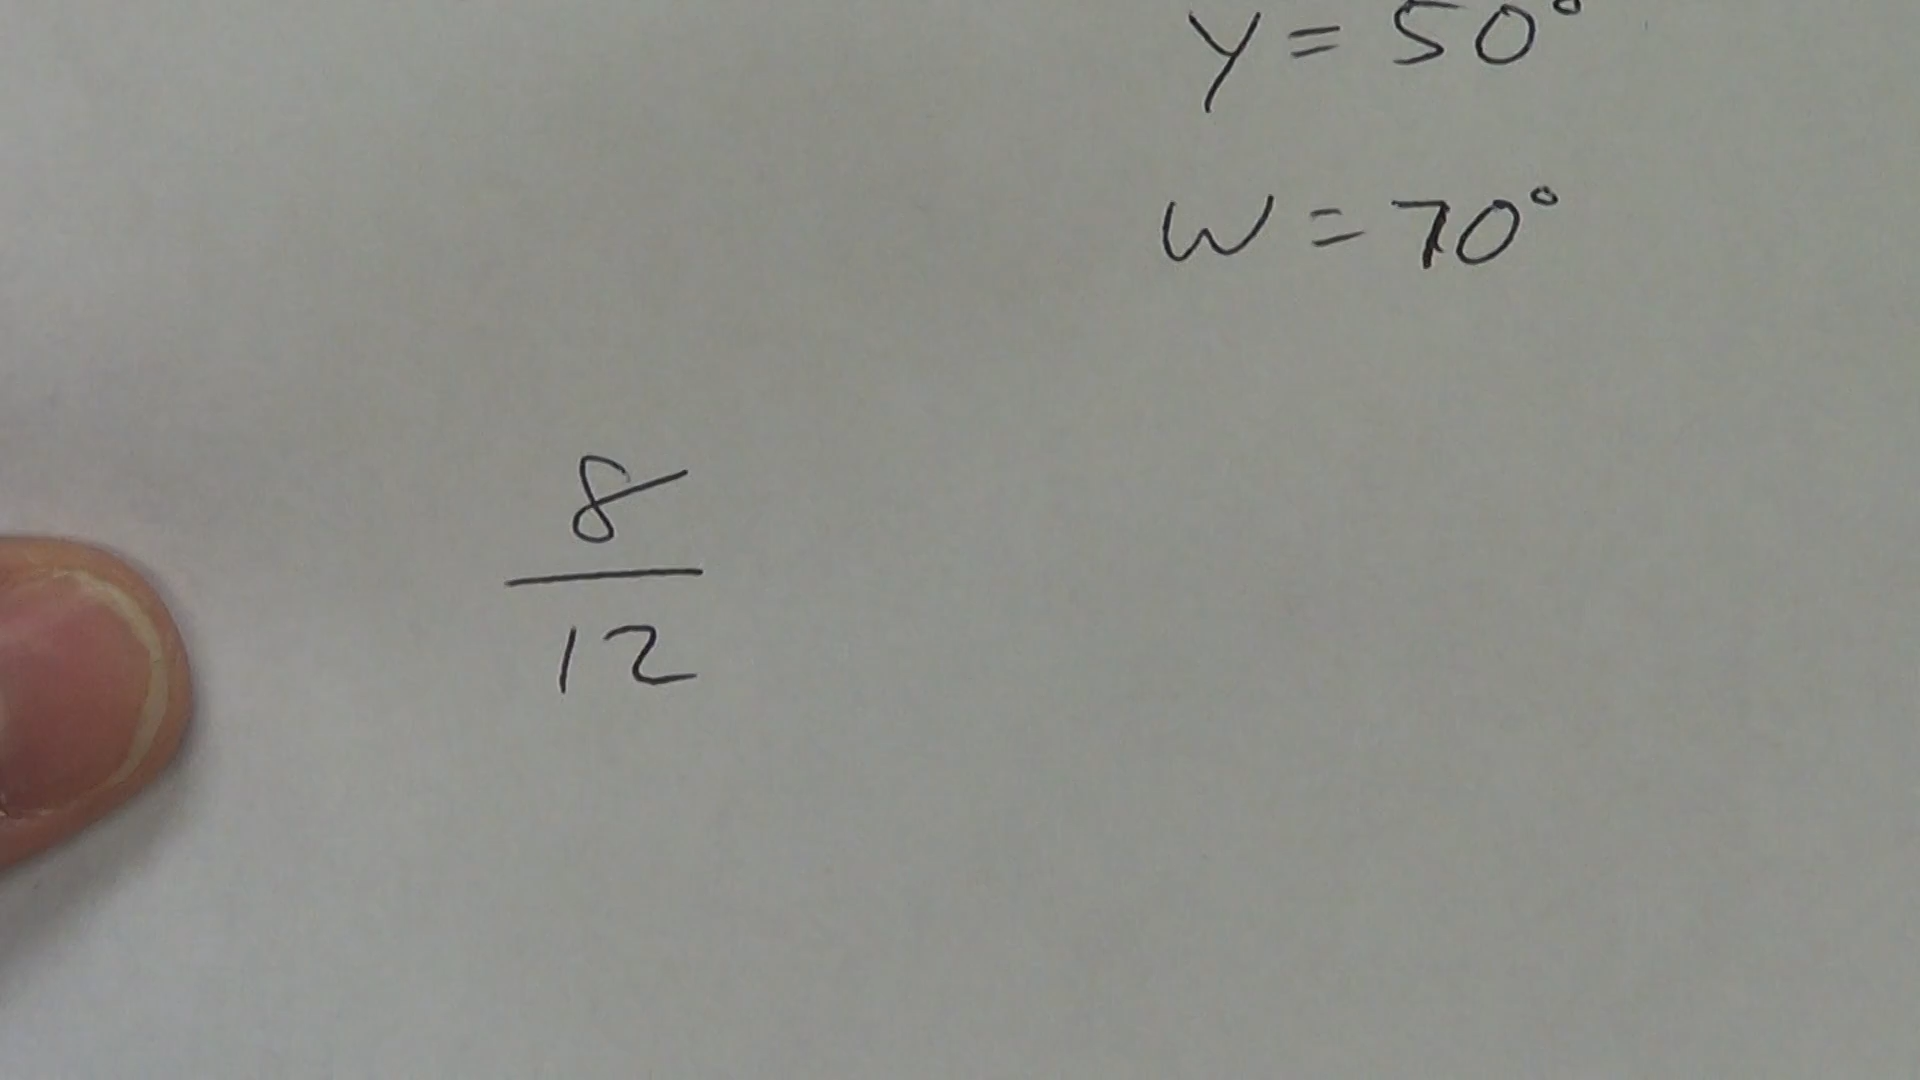 y = 50°
w = 70°
8
12